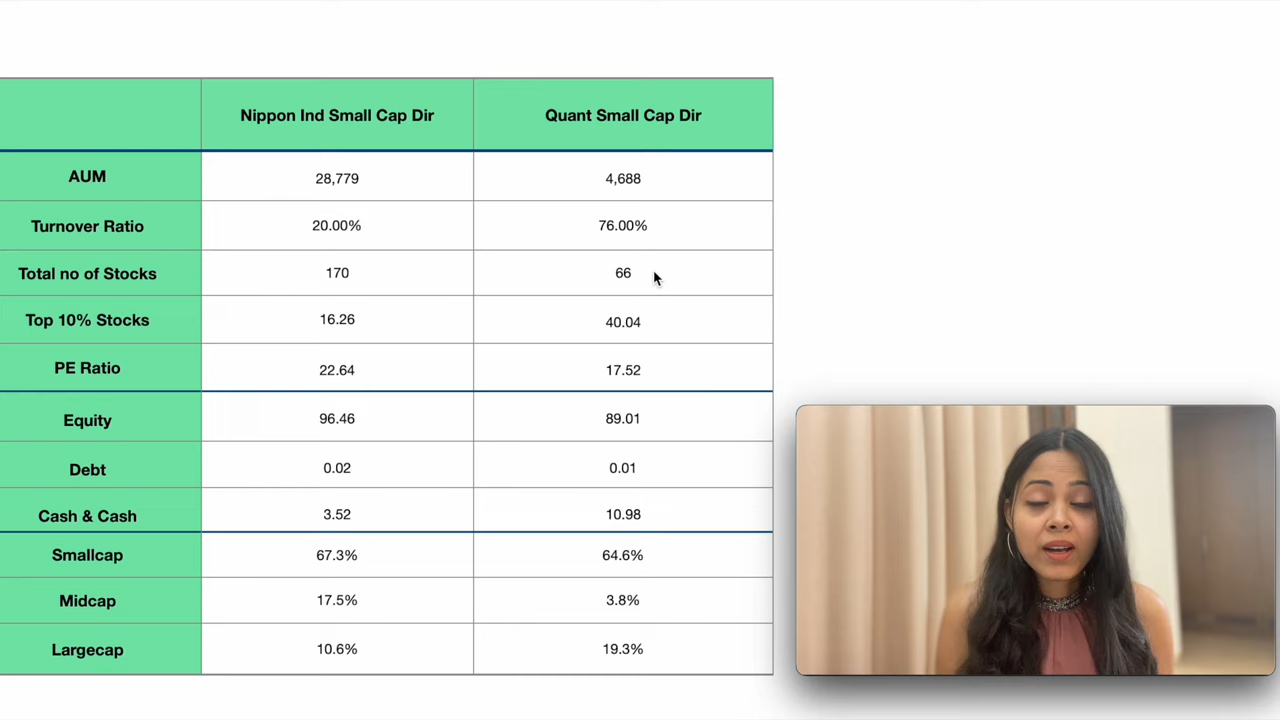 Nippon Ind Small Cap Dir Quant Small Cap Dir
AUM 28,779 4,688
Turnover Ratio 20.00% 76.00%
Total no of Stocks 170 66
Top 10% Stocks 16.26 40.04
PE Ratio 22.64 17.52
Equity 96.46 89.01
Debt 0.02 0.01
Cash & Cash 3.52 10.98
Smallcap 67.3% 64.6%
Midcap 17.5% 3.8%
Largecap 10.6% 19.3%